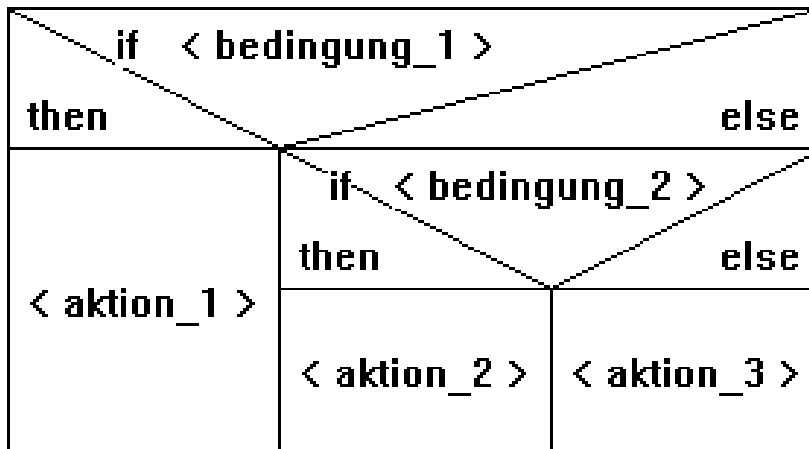 if < bedingung_1 >
then else
if < bedingung_2 >
then else
< aktion_1 >
< aktion_2 > < aktion_3 >